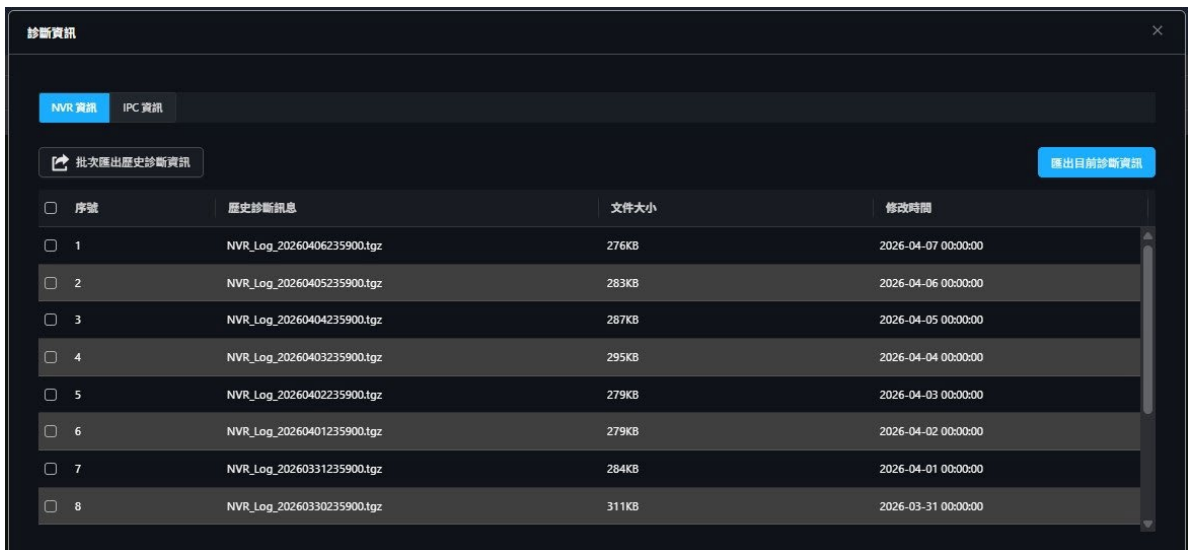 診斷資訊
NVR 資訊 IPC 資訊
批次匯出歷史診斷資訊 匯出目前診斷資訊
序號 歷史診斷訊息 文件大小 修改時間
1 NVR_Log_20260406235900.tgz 276KB 2026-04-07 00:00:00
2 NVR_Log_20260405235900.tgz 283KB 2026-04-06 00:00:00
3 NVR_Log_20260404235900.tgz 287KB 2026-04-05 00:00:00
4 NVR_Log_20260403235900.tgz 295KB 2026-04-04 00:00:00
5 NVR_Log_20260402235900.tgz 279KB 2026-04-03 00:00:00
6 NVR_Log_20260401235900.tgz 279KB 2026-04-02 00:00:00
7 NVR_Log_20260331235900.tgz 284KB 2026-04-01 00:00:00
8 NVR_Log_20260330235900.tgz 311KB 2026-03-31 00:00:00